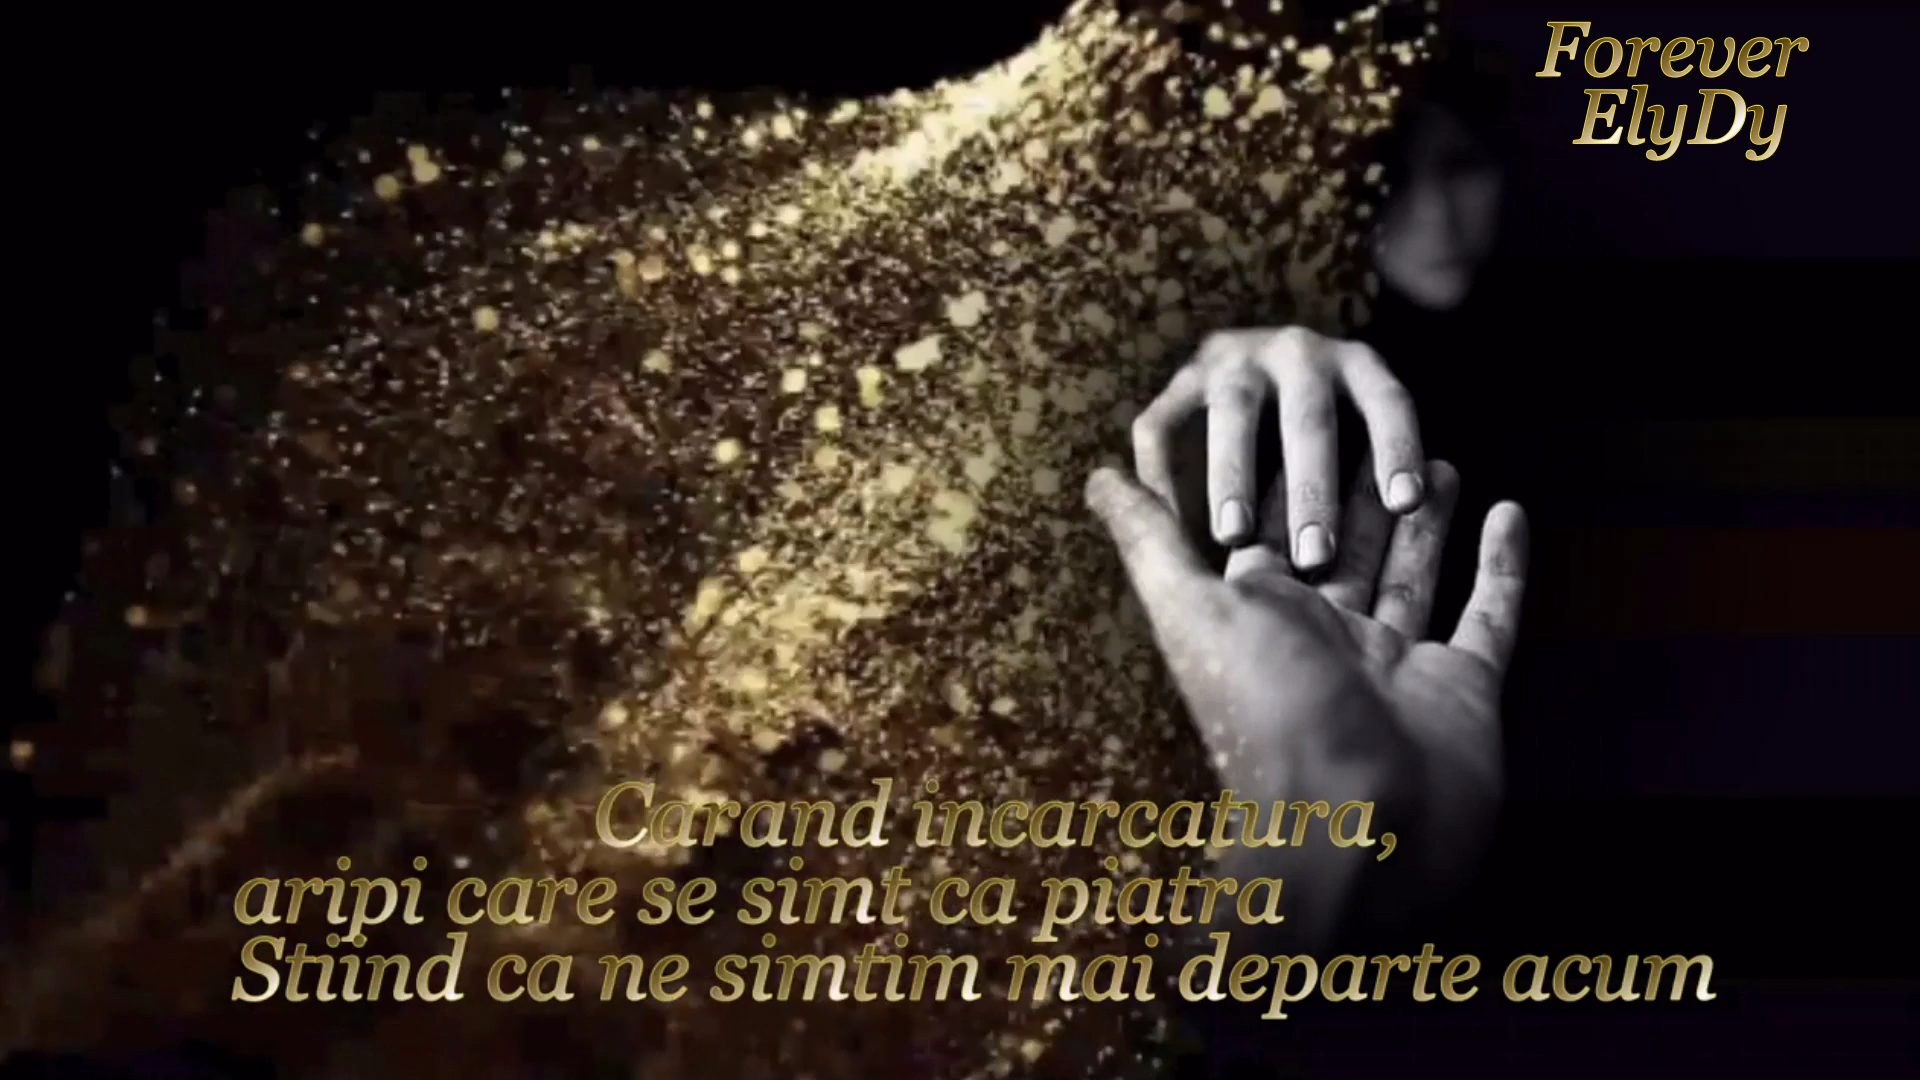 Forever
ElyDy
Carand incarcatura,
aripi care se simt ca piatra
Stiind ca ne simtim mai departe acum